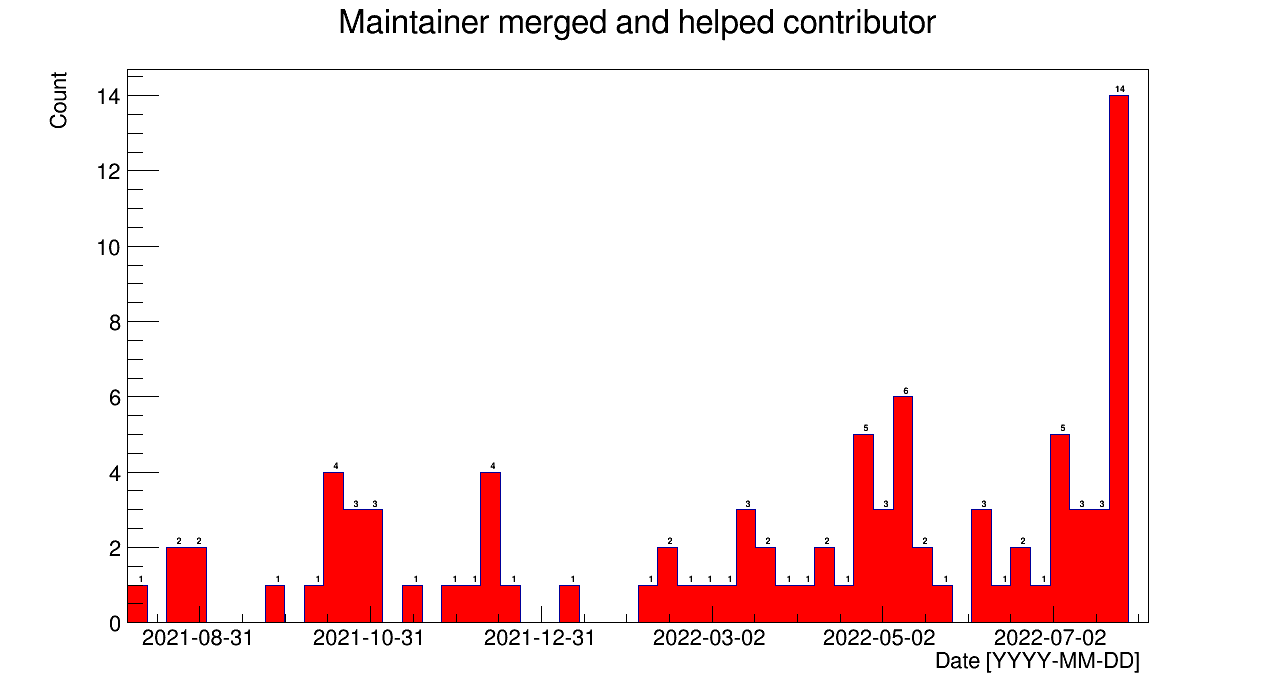 Maintainer merged and helped contributor
Count
14
12
10
8
6
4
2
0
1 2 2 1 1 4 3 3 1 1 1 4 1 1 1 2 1 1 1 3 2 1 1 2 1 5 3 6 2 1 3 1 2 1 5 3 3 14
2021-08-31 2021-10-31 2021-12-31 2022-03-02 2022-05-02 2022-07-02
Date [YYYY-MM-DD]